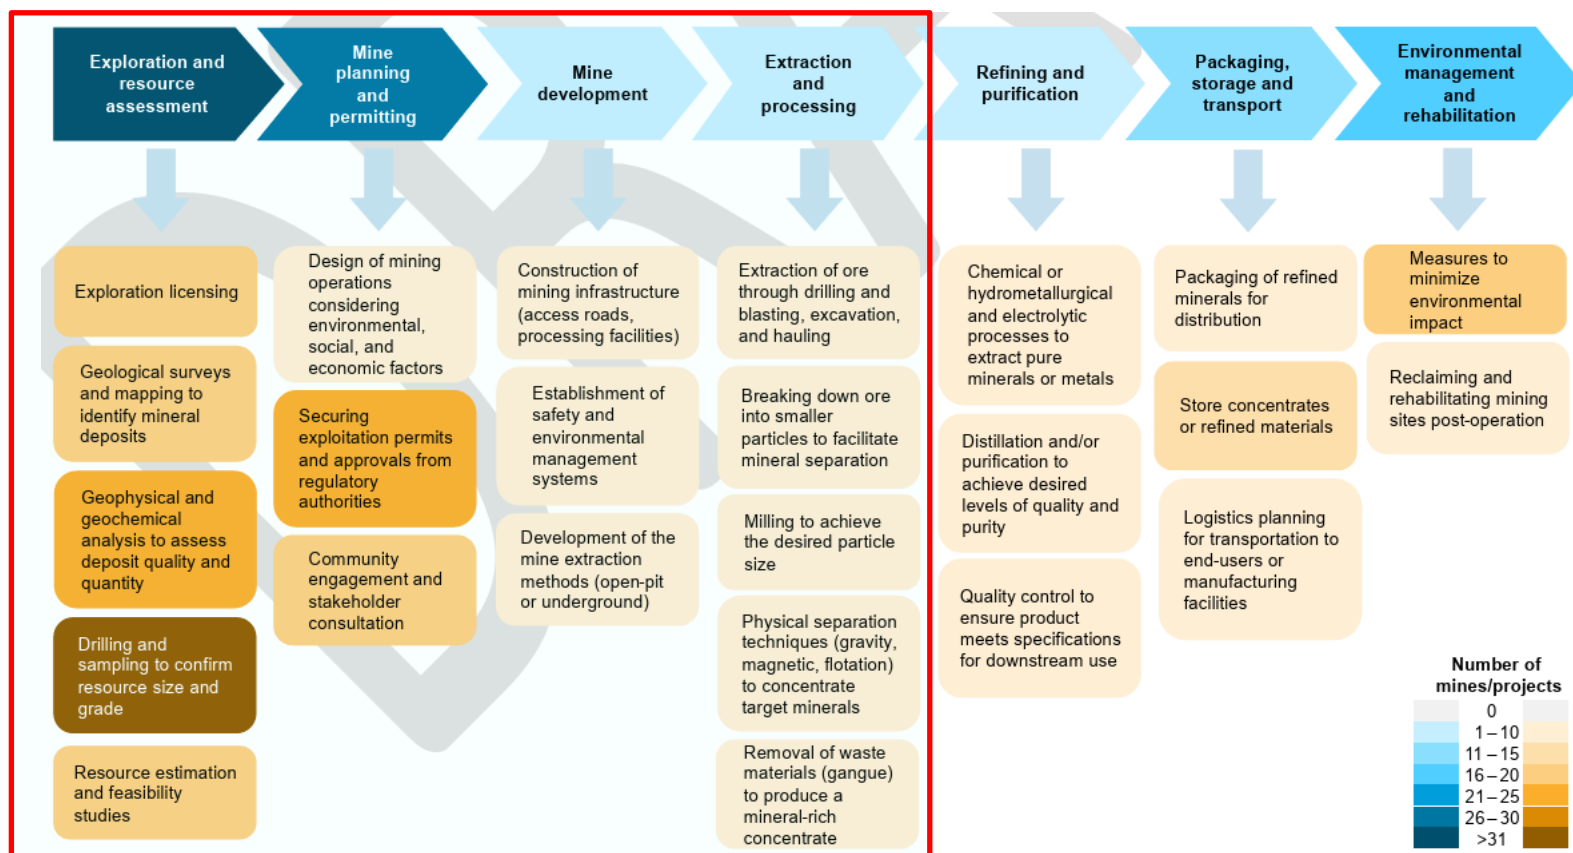 Exploration and
resource
assessment
Mine
planning
and
permitting
Mine
development
Extraction
and
processing
Refining and
purification
Packaging,
storage and
transport
Environmental
management
and
rehabilitation
Exploration licensing
Geological surveys
and mapping to
identify mineral
deposits
Geophysical and
geochemical
analysis to assess
deposit quality and
quantity
Drilling and
sampling to confirm
resource size and
grade
Resource estimation
and feasibility
studies
Design of mining
operations
considering
environmental,
social, and
economic factors
Securing
exploitation permits
and approvals from
regulatory
authorities
Community
engagement and
stakeholder
consultation
Construction of
mining infrastructure
(access roads,
processing facilities)
Establishment of
safety and
environmental
management
systems
Development of the
mine extraction
methods (open-pit
or underground)
Extraction of ore
through drilling and
blasting, excavation,
and hauling
Breaking down ore
into smaller
particles to facilitate
mineral separation
Milling to achieve
the desired particle
size
Physical separation
techniques (gravity,
magnetic, flotation)
to concentrate
target minerals
Removal of waste
materials (gangue)
to produce a
mineral-rich
concentrate
Chemical or
hydrometallurgical
and electrolytic
processes to
extract pure
minerals or metals
Distillation and/or
purification to
achieve desired
levels of quality and
purity
Quality control to
ensure product
meets specifications
for downstream use
Packaging of refined
minerals for
distribution
Store concentrates
or refined materials
Logistics planning
for transportation to
end-users or
manufacturing
facilities
Measures to
minimize
environmental
impact
Reclaiming and
rehabilitating mining
sites post-operation
Number of
mines/projects
0
1–10
11–15
16–20
21–25
26–30
>31